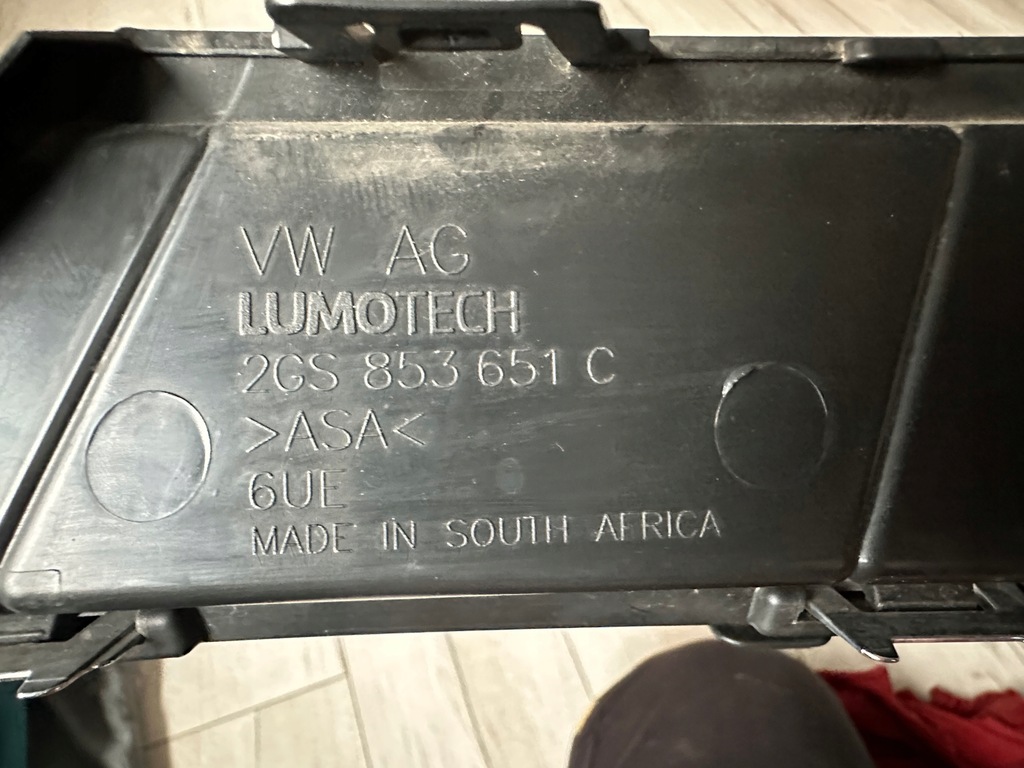 VW AG
LUMOTECH
2GS 853 651 C
>ASA<
6UE
MADE IN SOUTH AFRICA